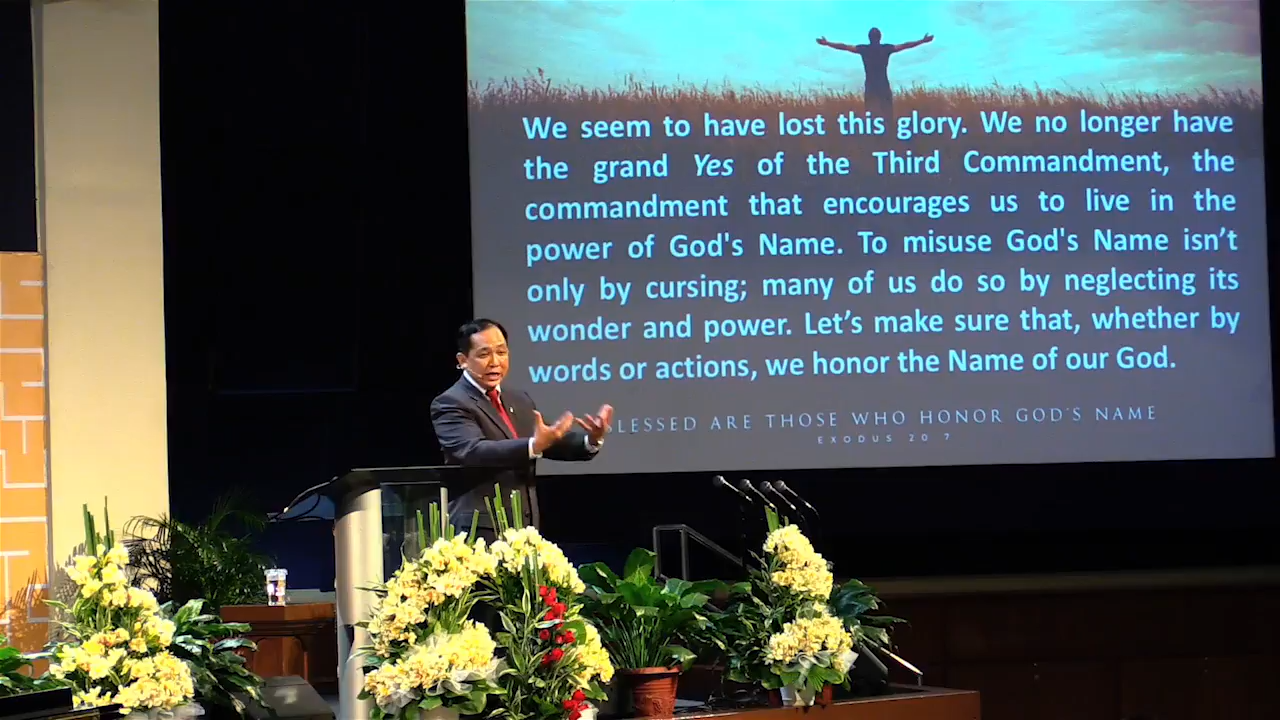 We seem to have lost this glory. We no longer have
the grand Yes of the Third Commandment, the
commandment that encourages us to live in the
power of God's Name. To misuse God's Name isn’t
only by cursing; many of us do so by neglecting its
wonder and power. Let’s make sure that, whether by
words or actions, we honor the Name of our God.
LESSED ARE THOSE WHO HONOR GOD'S NAME
EXODUS 20 7